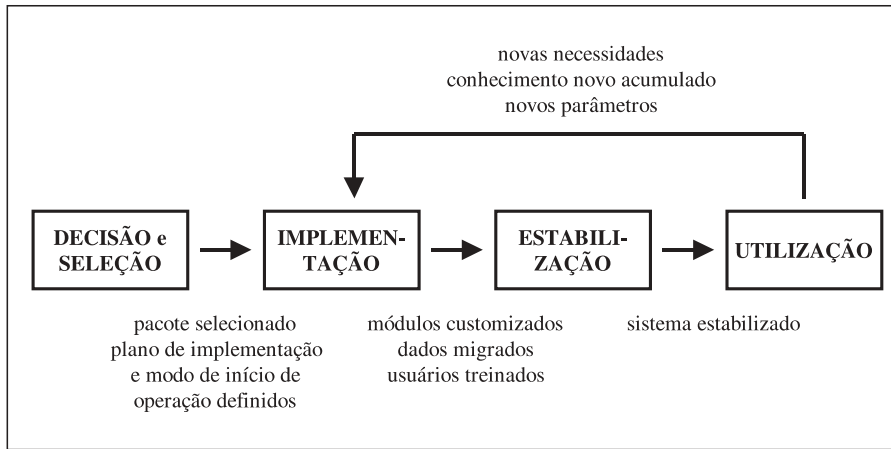 novas necessidades
conhecimento novo acumulado
novos parâmetros
DECISÃO e
SELEÇÃO
IMPLEMEN-
TAÇÃO
ESTABILI-
ZAÇÃO
UTILIZAÇÃO
pacote selecionado
plano de implementação
e modo de início de
operação definidos
módulos customizados
dados migrados
usuários treinados
sistema estabilizado